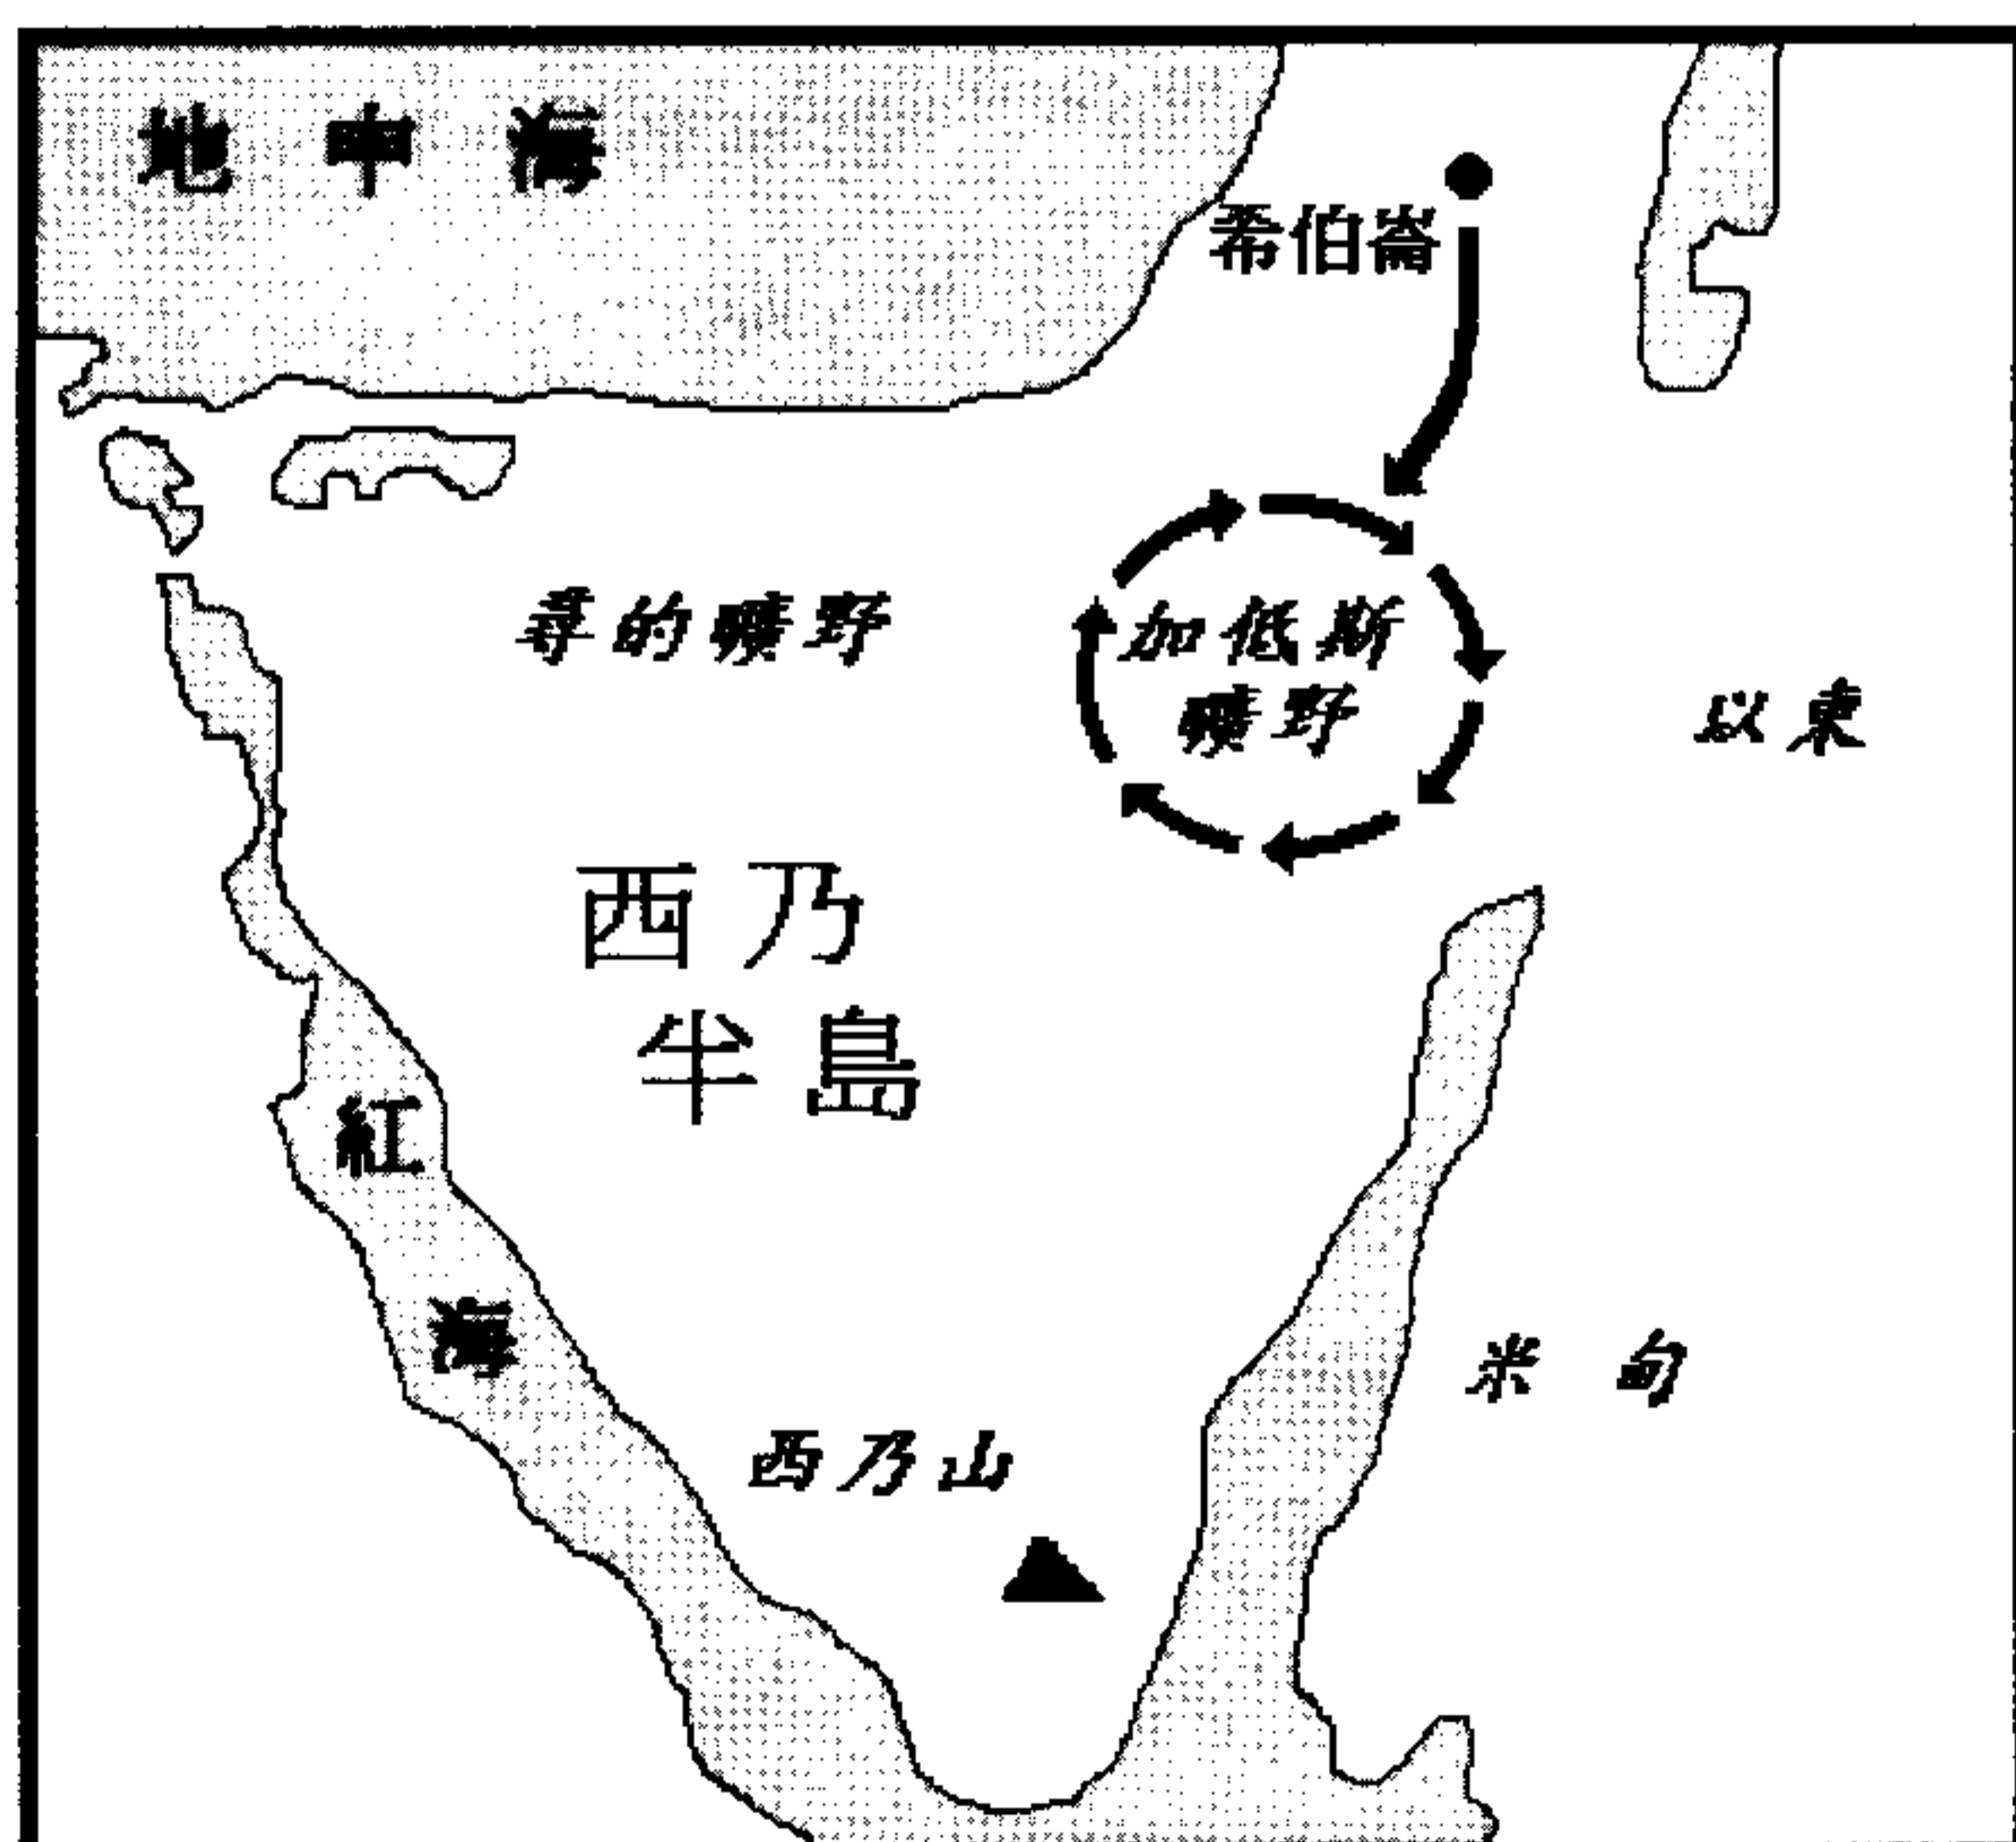 地中海
希伯崙
尋的曠野
加低斯
曠野
以東
西乃
半島
紅
海
米甸
西乃山